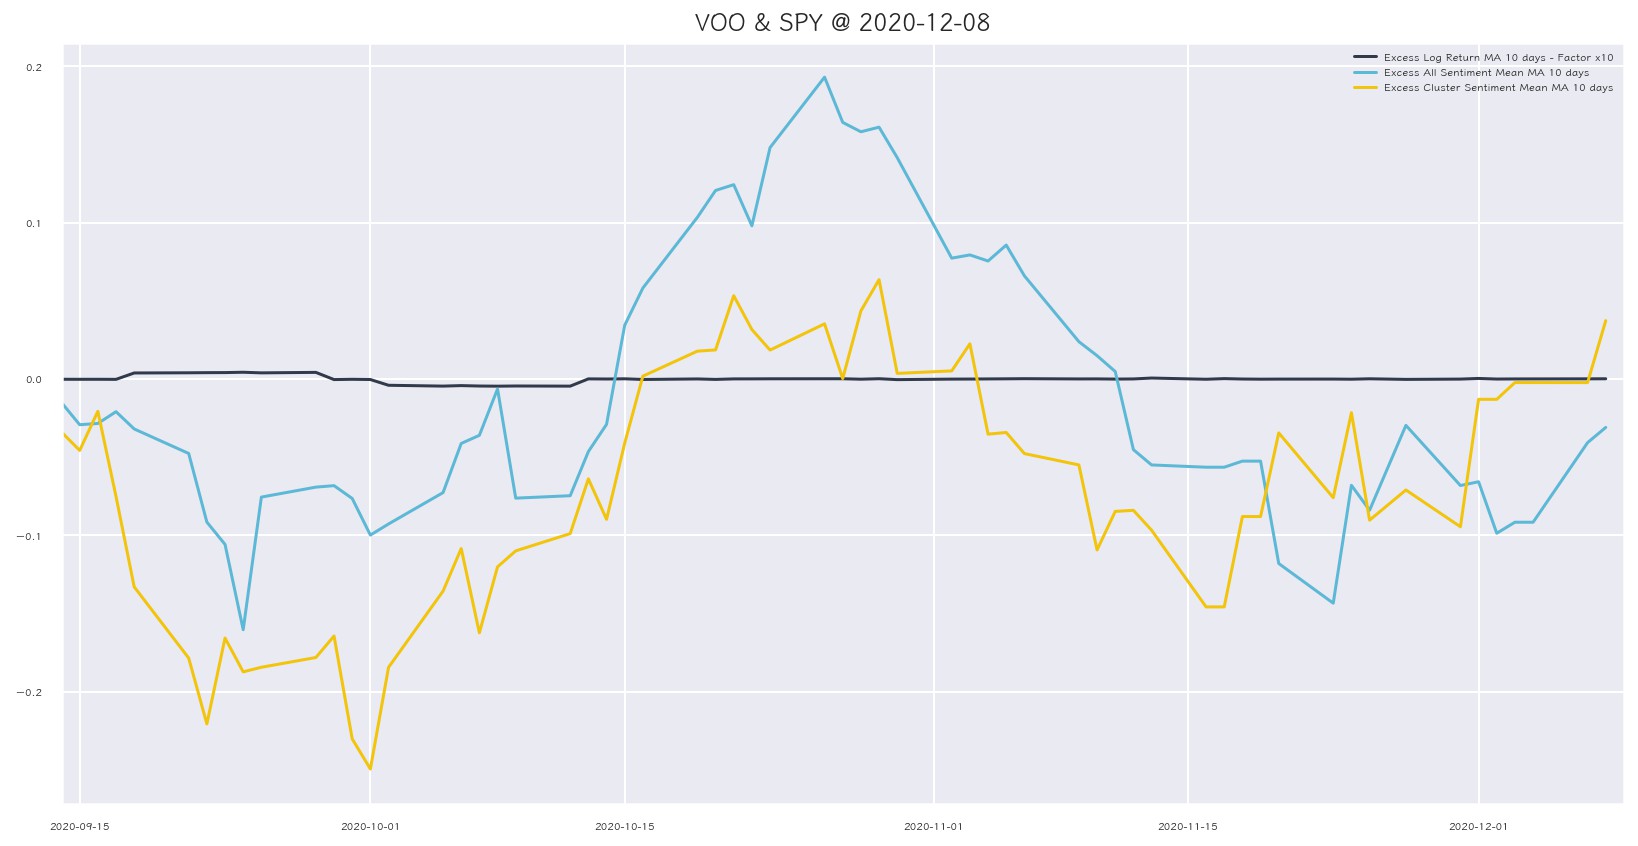 VOO & SPY @ 2020-12-08
Excess Log Return MA 10 days - Factor x10
Excess All Sentiment Mean MA 10 days
Excess Cluster Sentiment Mean MA 10 days
0.2
0.1
0.0
−0.1
−0.2
2020-09-15
2020-10-01
2020-10-15
2020-11-01
2020-11-15
2020-12-01